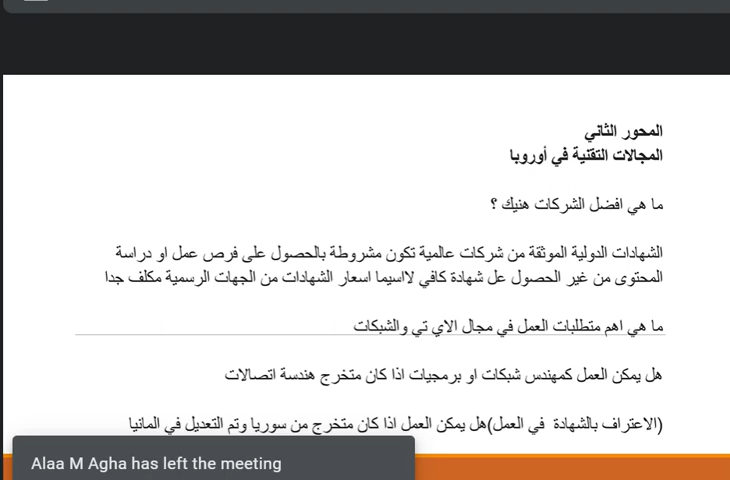 المحور الثاني
المجالات التقنية في أوروبا
ما هي افضل الشركات هنيك ؟
الشهادات الدولية الموثقة من شركات عالمية تكون مشروطة بالحصول على فرص عمل او دراسة
المحتوى من غير الحصول عل شهادة كافي لااسيما اسعار الشهادات من الجهات الرسمية مكلف جدا
ما هي اهم متطلبات العمل في مجال الاي تي والشبكات
هل يمكن العمل كمهندس شبكات او برمجيات اذا كان متخرج هندسة اتصالات
(الاعتراف بالشهادة في العمل)هل يمكن العمل اذا كان متخرج من سوريا وتم التعديل في المانيا
Alaa M Agha has left the meeting